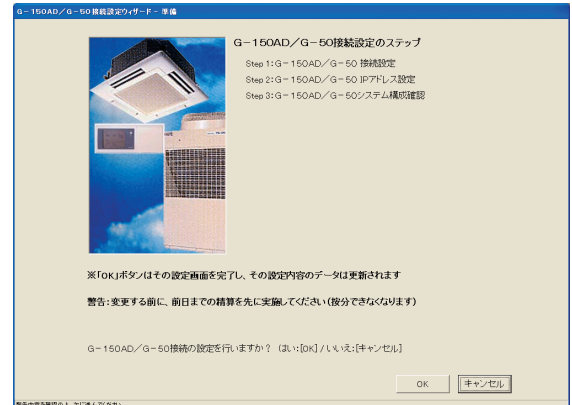 G-150AD/G-50接続設定ウィザード - 準備
G-150AD/G-50接続設定のステップ
Step 1:G-150AD/G-50 接続設定
Step 2:G-150AD/G-50 IPアドレス設定
Step 3:G-150AD/G-50システム構成確認
※「OK」ボタンはその設定画面を完了し、その設定内容のデータは更新されます
警告:変更する前に、前日までの精算を先に実施してください(按分できなくなります)
G-150AD/G-50接続の設定を行いますか? (はい:[OK] / いいえ:[キャンセル]
OK
キャンセル